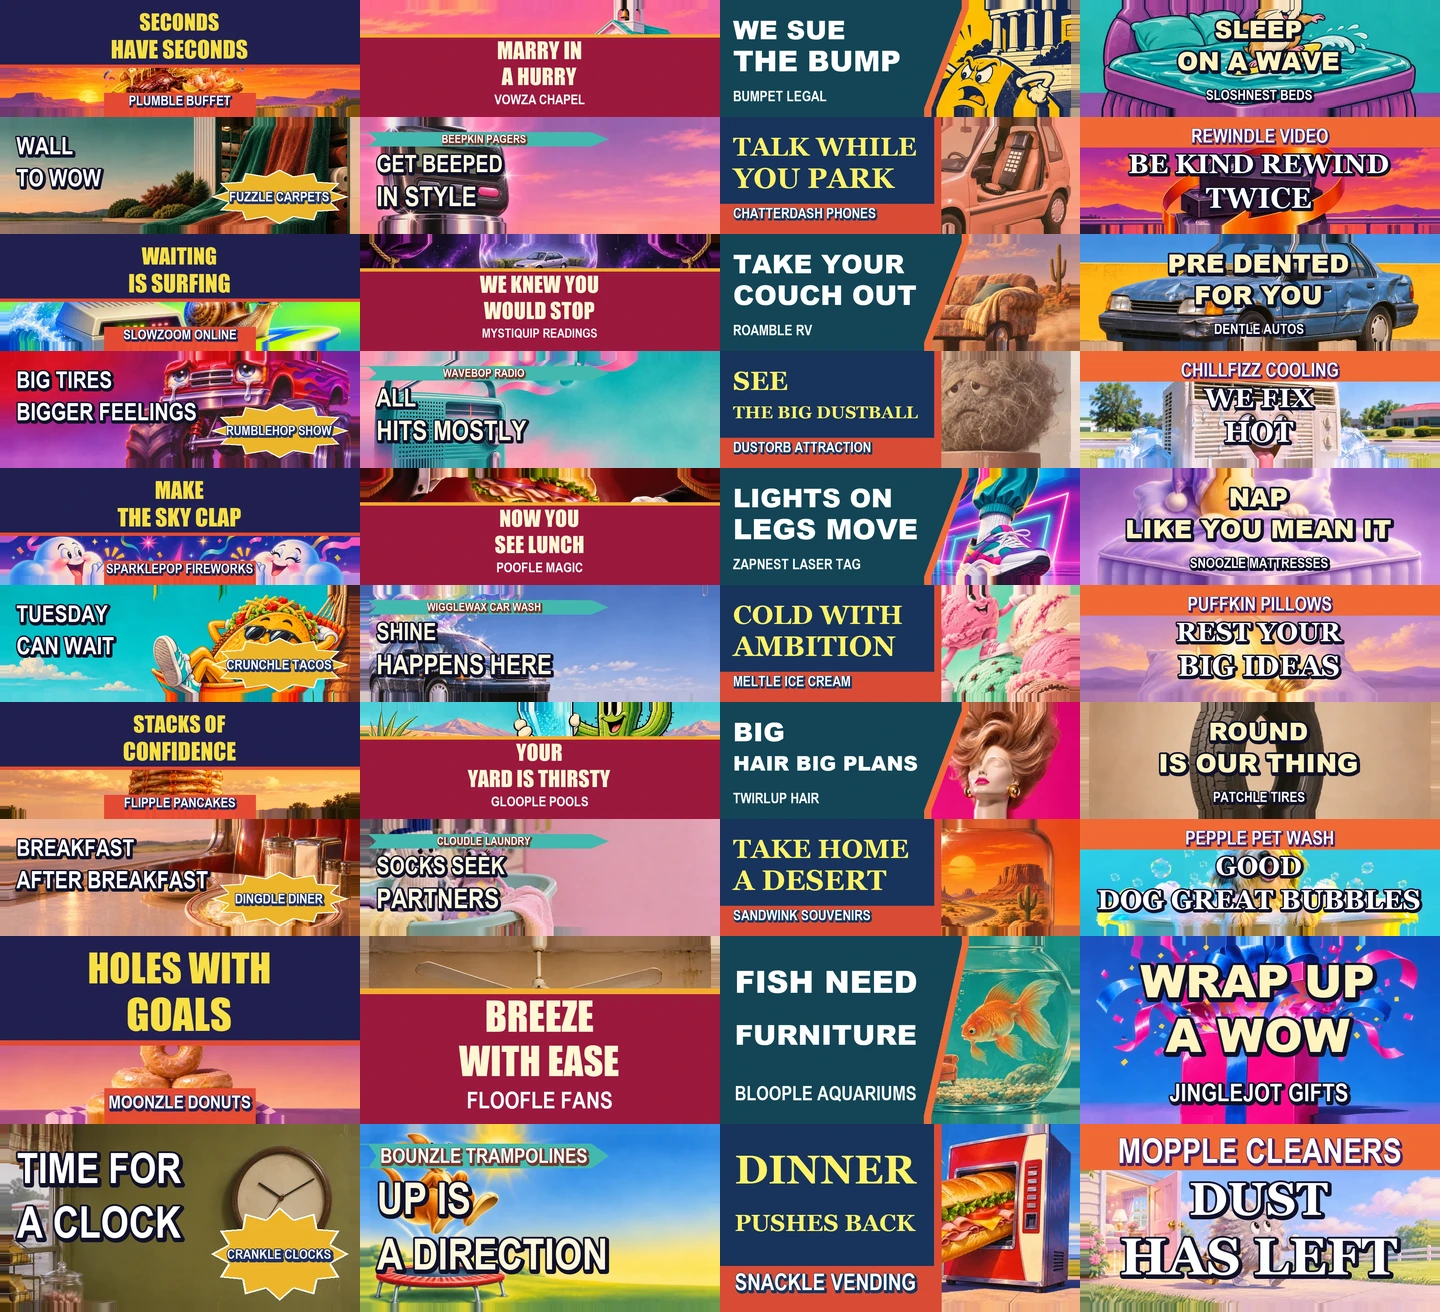 SECONDS
HAVE SECONDS
PLUMBLE BUFFET
MARRY IN
A HURRY
VOWZA CHAPEL
WE SUE
THE BUMP
BUMPET LEGAL
SLEEP
ON A WAVE
SLOSHNEST BEDS
WALL
TO WOW
FUZZLE CARPETS
BEEPKIN PAGERS
GET BEEPED
IN STYLE
TALK WHILE
YOU PARK
CHATTERDASH PHONES
REWINDLE VIDEO
BE KIND REWIND
TWICE
WAITING
IS SURFING
SLOWZOOM ONLINE
WE KNEW YOU
WOULD STOP
MYSTIQUIP READINGS
TAKE YOUR
COUCH OUT
ROAMBLE RV
PRE DENTED
FOR YOU
DENTLE AUTOS
BIG TIRES
BIGGER FEELINGS
RUMBLEHOP SHOW
WAVEBOP RADIO
ALL
HITS MOSTLY
SEE
THE BIG DUSTBALL
DUSTORB ATTRACTION
CHILLFIZZ COOLING
WE FIX
HOT
MAKE
THE SKY CLAP
SPARKLEPOP FIREWORKS
NOW YOU
SEE LUNCH
POOFLE MAGIC
LIGHTS ON
LEGS MOVE
ZAPNEST LASER TAG
NAP
LIKE YOU MEAN IT
SNOOZLE MATTRESSES
TUESDAY
CAN WAIT
CRUNCHLE TACOS
WIGGLEWAX CAR WASH
SHINE
HAPPENS HERE
COLD WITH
AMBITION
MELTLE ICE CREAM
PUFFKIN PILLOWS
REST YOUR
BIG IDEAS
STACKS OF
CONFIDENCE
FLIPPLE PANCAKES
YOUR
YARD IS THIRSTY
GLOOPLE POOLS
BIG
HAIR BIG PLANS
TWIRLUP HAIR
ROUND
IS OUR THING
PATCHLE TIRES
BREAKFAST
AFTER BREAKFAST
DINGDLE DINER
CLOUDLE LAUNDRY
SOCKS SEEK
PARTNERS
TAKE HOME
A DESERT
SANDWINK SOUVENIRS
PEPPLE PET WASH
GOOD
DOG GREAT BUBBLES
HOLES WITH
GOALS
MOONZLE DONUTS
BREEZE
WITH EASE
FLOOFLE FANS
FISH NEED
FURNITURE
BLOOPLE AQUARIUMS
WRAP UP
A WOW
JINGLEJOT GIFTS
TIME FOR
A CLOCK
CRANKLE CLOCKS
BOUNZLE TRAMPOLINES
UP IS
A DIRECTION
DINNER
PUSHES BACK
SNACKLE VENDING
MOPPLE CLEANERS
DUST
HAS LEFT